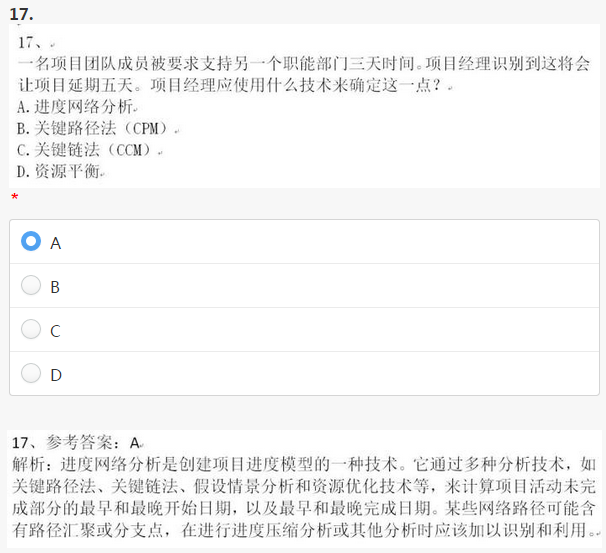 17.
17、
一名项目团队成员被要求支持另一个职能部门三天时间。项目经理识别到这将会
让项目延期五天。项目经理应使用什么技术来确定这一点？
A.进度网络分析
B.关键路径法（CPM）
C.关键链法（CCM）
D.资源平衡
*
A
B
C
D
17、参考答案：A
解析：进度网络分析是创建项目进度模型的一种技术。它通过多种分析技术，如
关键路径法、关键链法、假设情景分析和资源优化技术等，来计算项目活动未完
成部分的最早和最晚开始日期，以及最早和最晚完成日期。某些网络路径可能含
有路径汇聚或分支点，在进行进度压缩分析或其他分析时应该加以识别和利用。